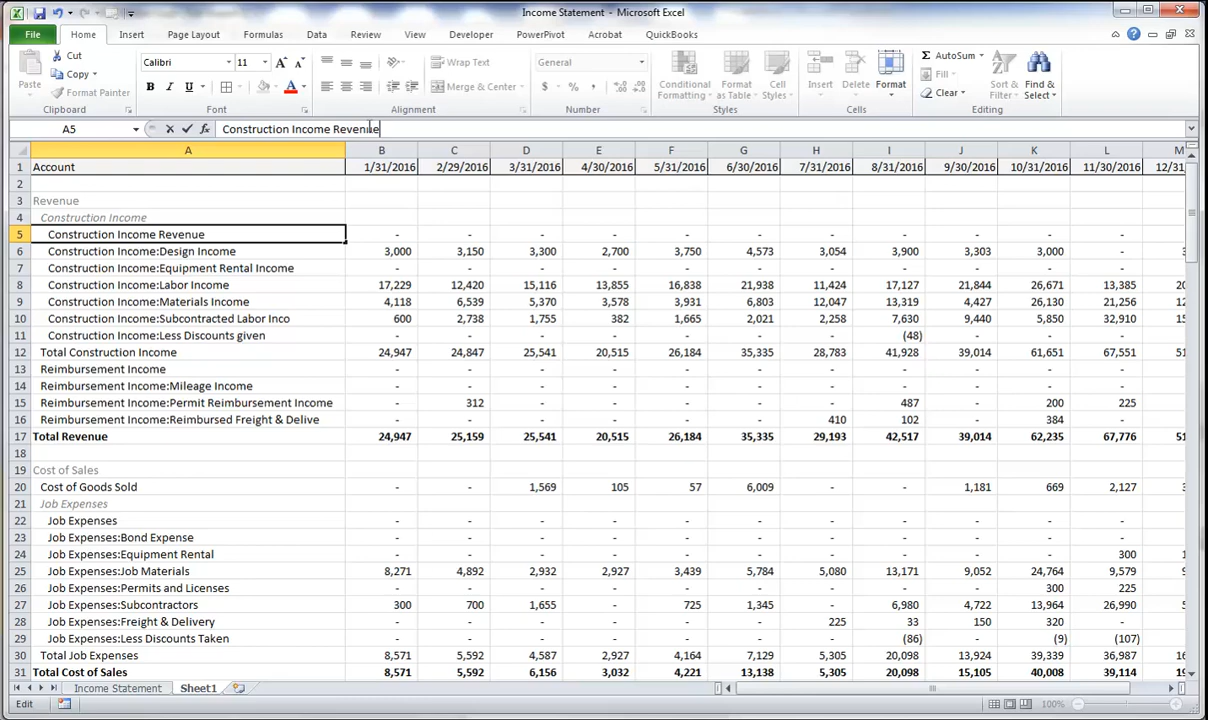 Income Statement - Microsoft Excel
File Home Insert Page Layout Formulas Data Review View Developer PowerPivot Acrobat QuickBooks
Paste Cut Copy Format Painter Clipboard
Calibri 11 B I U A Font
Wrap Text Merge & Center Alignment
General $ % , Number
Conditional Formatting Format as Table Cell Styles Styles
Insert Delete Format Cells
Σ AutoSum Fill Clear Sort & Filter Find & Select Editing
A5 fx Construction Income Revenue
A B C D E F G H I J K L M
1 Account 1/31/2016 2/29/2016 3/31/2016 4/30/2016 5/31/2016 6/30/2016 7/31/2016 8/31/2016 9/30/2016 10/31/2016 11/30/2016 12/31
2
3 Revenue
4 Construction Income
5 Construction Income Revenue - - - - - - - - - - -
6 Construction Income:Design Income 3,000 3,150 3,300 2,700 3,750 4,573 3,054 3,900 3,303 3,000 - 3
7 Construction Income:Equipment Rental Income - - - - - - - - - - -
8 Construction Income:Labor Income 17,229 12,420 15,116 13,855 16,838 21,938 11,424 17,127 21,844 26,671 13,385 20
9 Construction Income:Materials Income 4,118 6,539 5,370 3,578 3,931 6,803 12,047 13,319 4,427 26,130 21,256 12
10 Construction Income:Subcontracted Labor Inco 600 2,738 1,755 382 1,665 2,021 2,258 7,630 9,440 5,850 32,910 15
11 Construction Income:Less Discounts given - - - - - - - (48) - - -
12 Total Construction Income 24,947 24,847 25,541 20,515 26,184 35,335 28,783 41,928 39,014 61,651 67,551 51
13 Reimbursement Income - - - - - - - - - - -
14 Reimbursement Income:Mileage Income - - - - - - - - - - -
15 Reimbursement Income:Permit Reimbursement Income - 312 - - - - - 487 - 200 225
16 Reimbursement Income:Reimbursed Freight & Delive - - - - - - 410 102 - 384 -
17 Total Revenue 24,947 25,159 25,541 20,515 26,184 35,335 29,193 42,517 39,014 62,235 67,776 51
18
19 Cost of Sales
20 Cost of Goods Sold - - 1,569 105 57 6,009 - - 1,181 669 2,127 3
21 Job Expenses
22 Job Expenses - - - - - - - - - - -
23 Job Expenses:Bond Expense - - - - - - - - - - -
24 Job Expenses:Equipment Rental - - - - - - - - - - 300 1
25 Job Expenses:Job Materials 8,271 4,892 2,932 2,927 3,439 5,784 5,080 13,171 9,052 24,764 9,579 9
26 Job Expenses:Permits and Licenses - - - - - - - - - 300 225
27 Job Expenses:Subcontractors 300 700 1,655 - 725 1,345 - 6,980 4,722 13,964 26,990 5
28 Job Expenses:Freight & Delivery - - - - - - 225 33 150 320 -
29 Job Expenses:Less Discounts Taken - - - - - - - (86) - (9) (107)
30 Total Job Expenses 8,571 5,592 4,587 2,927 4,164 7,129 5,305 20,098 13,924 39,339 36,987 16
31 Total Cost of Sales 8,571 5,592 6,156 3,032 4,221 13,138 5,305 20,098 15,105 40,008 39,114 19
Income Statement Sheet1
Edit 100%